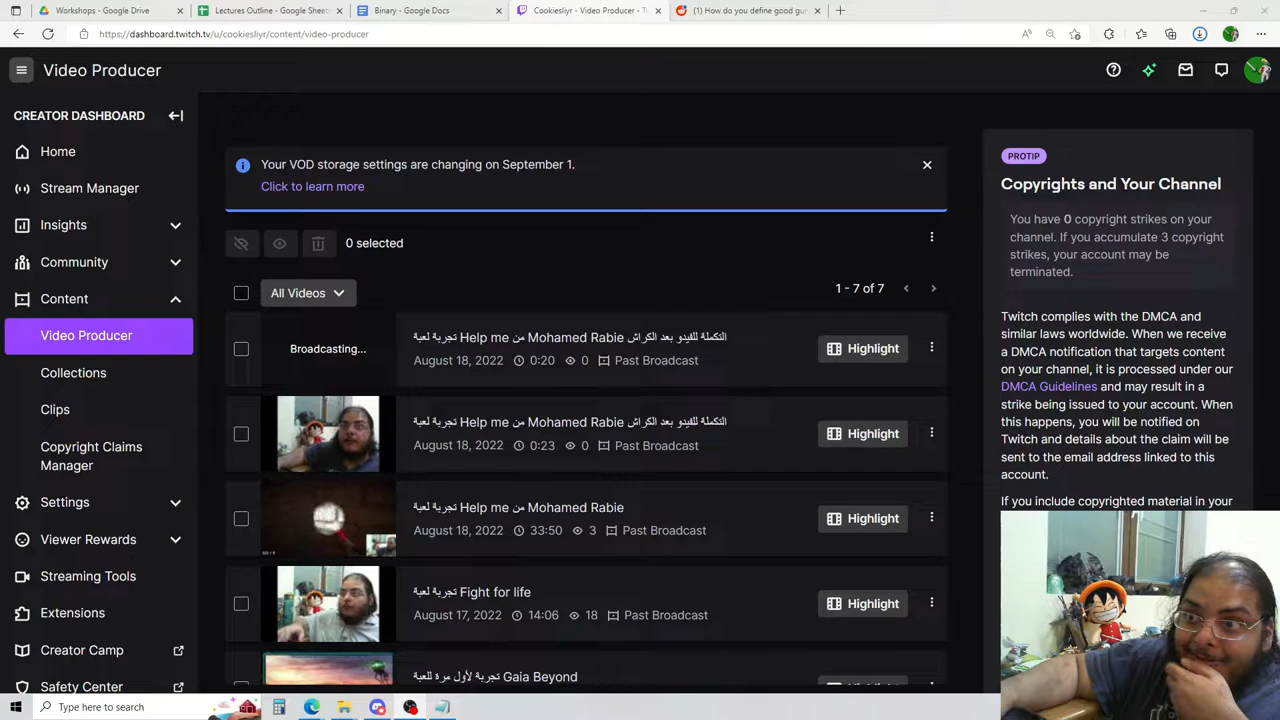 Workshops - Google Drive
Lectures Outline - Google Sheets
Binary - Google Docs
Cookiesliyr - Video Producer - T
(1) How do you define good gu
https://dashboard.twitch.tv/u/cookiesliyr/content/video-producer
Video Producer
CREATOR DASHBOARD
Home
Stream Manager
Insights
Community
Content
Video Producer
Collections
Clips
Copyright Claims
Manager
Settings
Viewer Rewards
Streaming Tools
Extensions
Creator Camp
Safety Center
Your VOD storage settings are changing on September 1.
Click to learn more
0 selected
All Videos
1 - 7 of 7
Broadcasting...
تجربة لعبة Help me من Mohamed Rabie التكملة للفيديو بعد الكراش
August 18, 2022 0:20 0 Past Broadcast
Highlight
تجربة لعبة Help me من Mohamed Rabie التكملة للفيديو بعد الكراش
August 18, 2022 0:23 0 Past Broadcast
Highlight
تجربة لعبة Help me من Mohamed Rabie
August 18, 2022 33:50 3 Past Broadcast
Highlight
تجربة لعبة Fight for life
August 17, 2022 14:06 18 Past Broadcast
Highlight
تجربة لأول مرة للعبة Gaia Beyond
Highlight
PROTIP
Copyrights and Your Channel
You have 0 copyright strikes on your
channel. If you accumulate 3 copyright
strikes, your account may be
terminated.
Twitch complies with the DMCA and
similar laws worldwide. When we receive
a DMCA notification that targets content
on your channel, it is processed under our
DMCA Guidelines and may result in a
strike being issued to your account. When
this happens, you will be notified on
Twitch and details about the claim will be
sent to the email address linked to this
account.
If you include copyrighted material in your
Type here to search